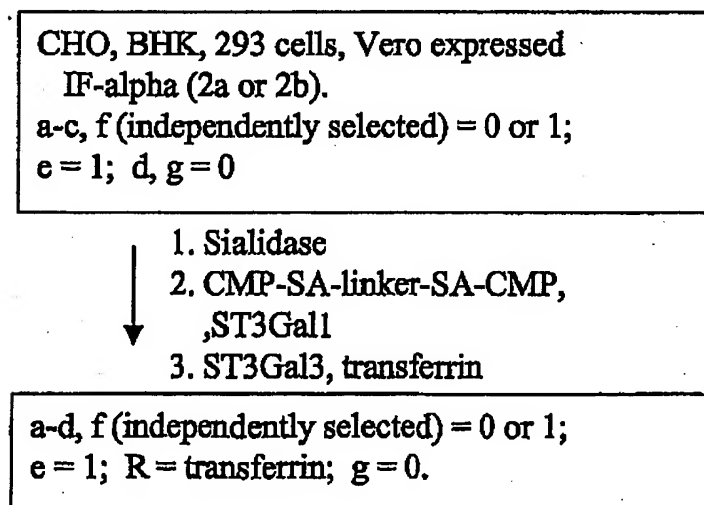 CHO, BHK, 293 cells, Vero expressed
IF-alpha (2a or 2b).
a-c, f (independently selected) = 0 or 1;
e = 1; d, g = 0
1. Sialidase
2. CMP-SA-linker-SA-CMP,
,ST3Gal1
3. ST3Gal3, transferrin
a-d, f (independently selected) = 0 or 1;
e = 1; R = transferrin; g = 0.